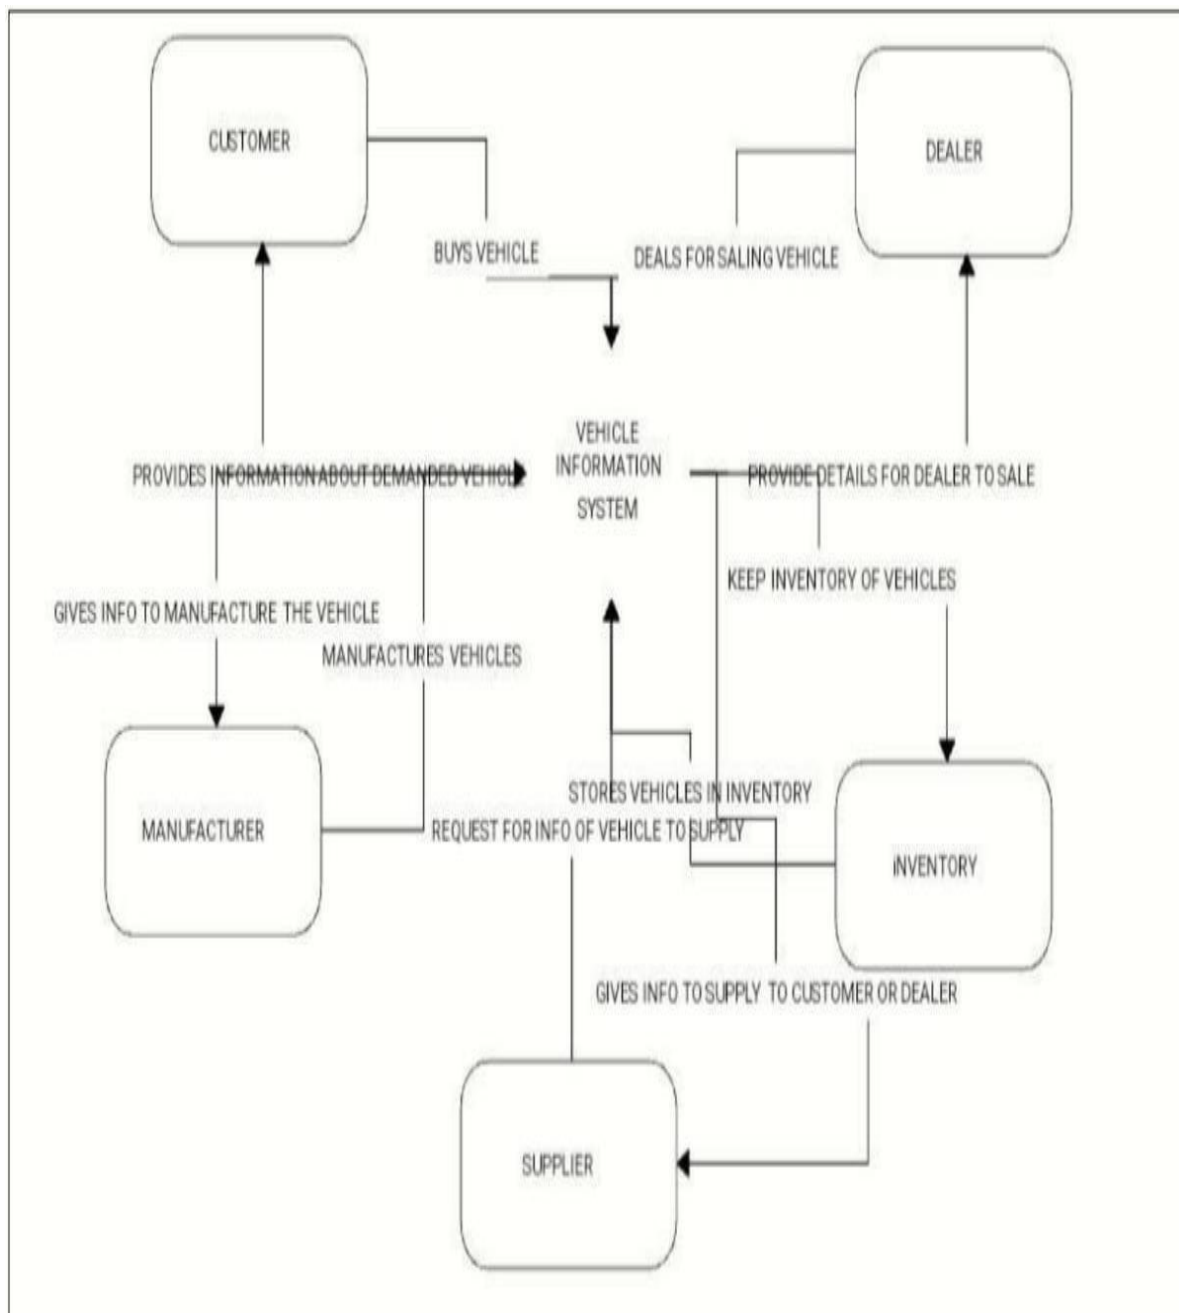 CUSTOMER
DEALER
BUYS VEHICLE
DEALS FOR SALING VEHICLE
VEHICLE
INFORMATION
SYSTEM
PROVIDES INFORMATION ABOUT DEMANDED VEHICLE
PROVIDE DETAILS FOR DEALER TO SALE
KEEP INVENTORY OF VEHICLES
GIVES INFO TO MANUFACTURE THE VEHICLE
MANUFACTURES VEHICLES
STORES VEHICLES IN INVENTORY
REQUEST FOR INFO OF VEHICLE TO SUPPLY
MANUFACTURER
iNVENTORY
GIVES INFO TO SUPPLY TO CUSTOMER OR DEALER
SUPPLIER